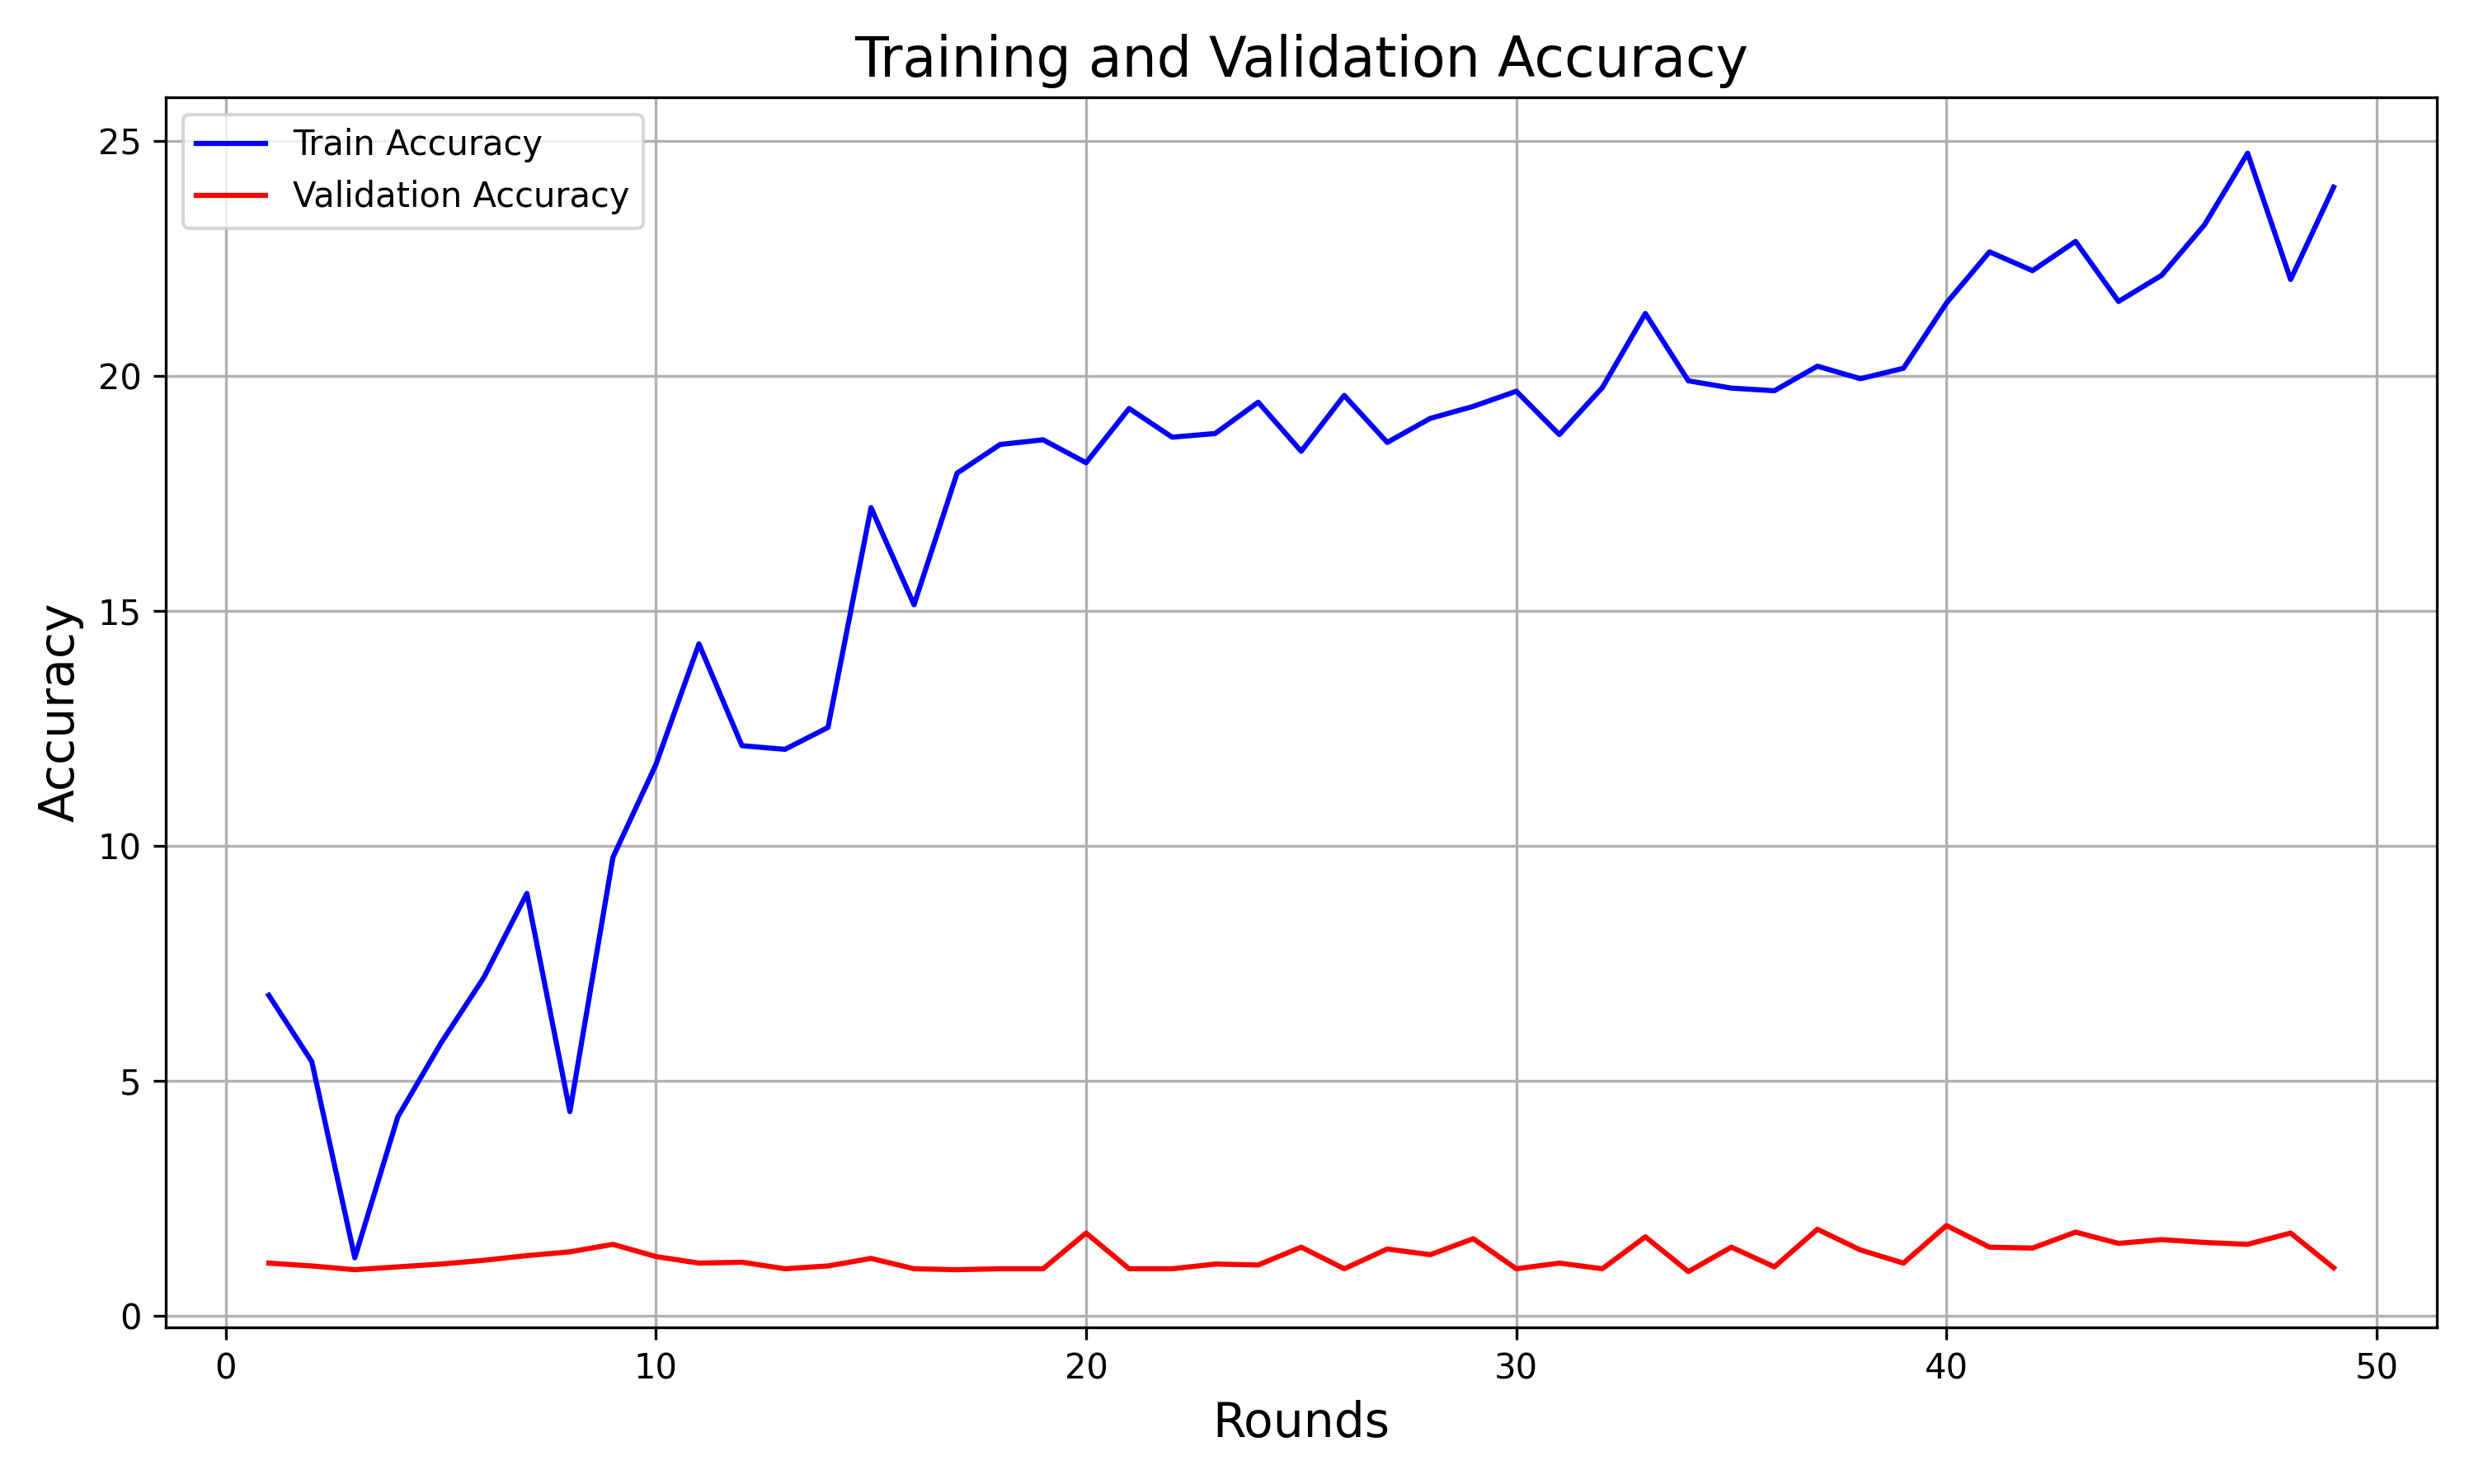 Training and Validation Accuracy
Train Accuracy
Validation Accuracy
25
20
15
10
5
0
Accuracy
0 10 20 30 40 50
Rounds